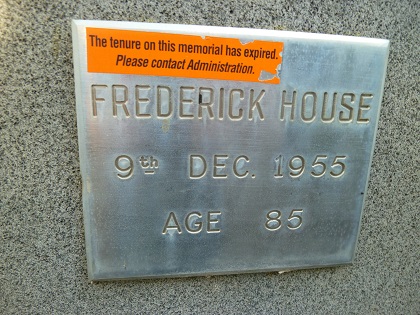 The tenure on this memorial has expired.
Please contact Administration.
FREDERICK HOUSE
9th DEC. 1955
AGE 85